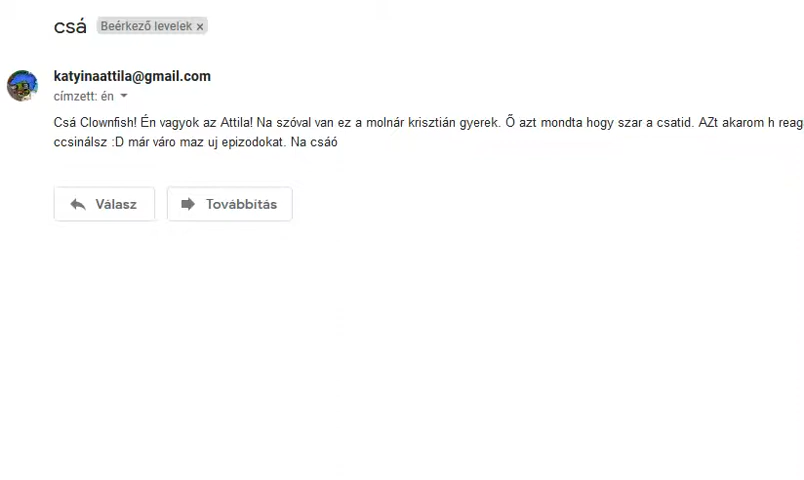 csá Beérkező levelek x
katyinaattila@gmail.com
címzett: én
Csá Clownfish! Én vagyok az Attila! Na szóval van ez a molnár krisztián gyerek. Ő azt mondta hogy szar a csatid. AZt akarom h reag
ccsinálsz :D már váro maz uj epizodokat. Na csáó
Válasz Továbbítás